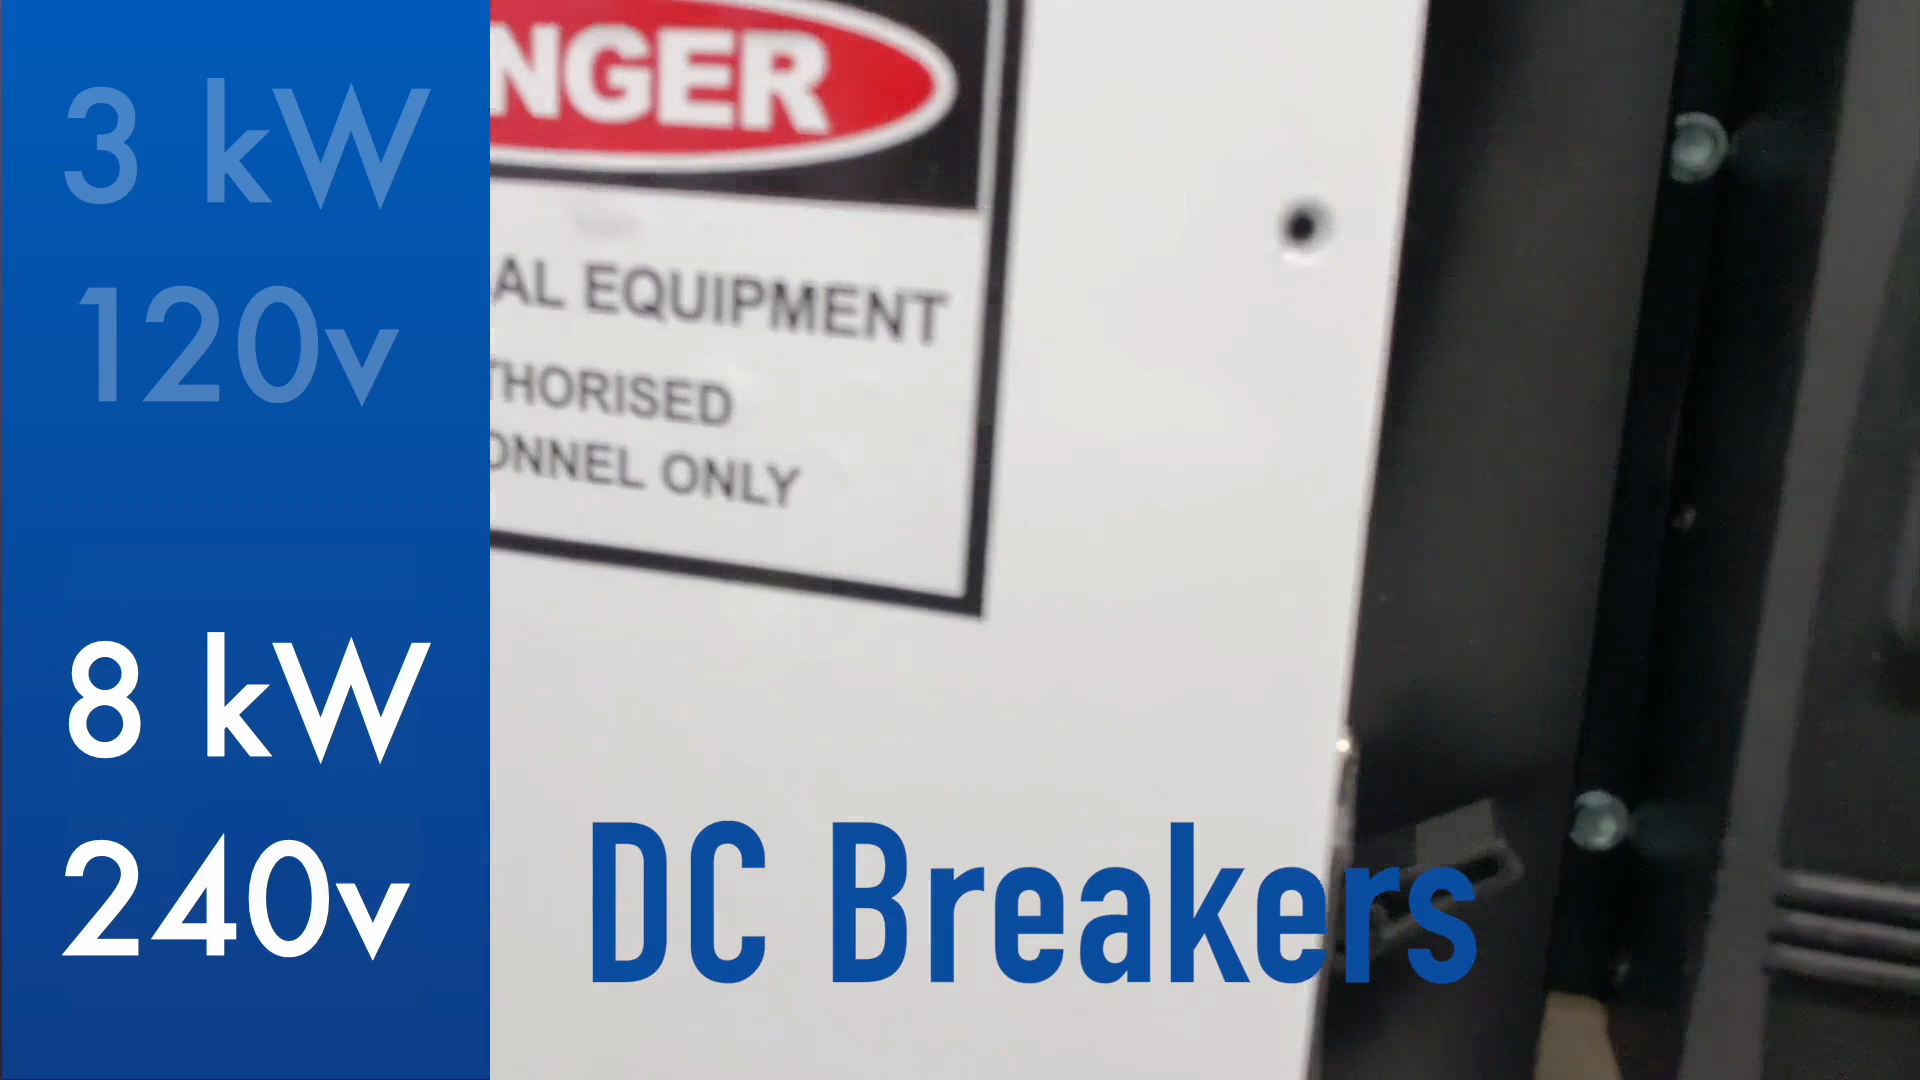 3 kW
120v
8 kW
240v
NGER
AL EQUIPMENT
THORISED
ONNEL ONLY
DC Breakers